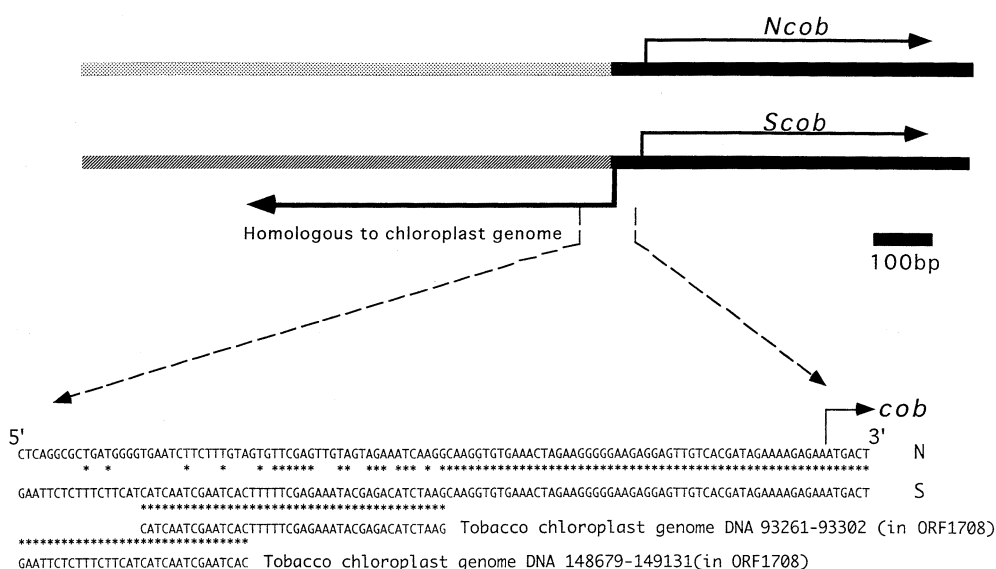 Ncob
Scob
Homologous to chloroplast genome
100bp
cob
5' 3'
CTCAGGCGCTGATGGGGTGAATCTTCTTTGTAGTGTTCGAGTTGTAGTAGAAATCAAGGCAAGGTGTGAAACTAGAAGGGGGAAGAGGAGTTGTCACGATAGAAAAGAGAAATGACT N
GAATTCTCTTTCTTCATCATCAATCGAATCACTTTTTCGAGAAATACGAGACATCTAAGCAAGGTGTGAAACTAGAAGGGGGAAGAGGAGTTGTCACGATAGAAAAGAGAAATGACT S
CATCAATCGAATCACTTTTTCGAGAAATACGAGACATCTAAG Tobacco chloroplast genome DNA 93261-93302 (in ORF1708)
GAATTCTCTTTCTTCATCATCAATCGAATCAC Tobacco chloroplast genome DNA 148679-149131(in ORF1708)